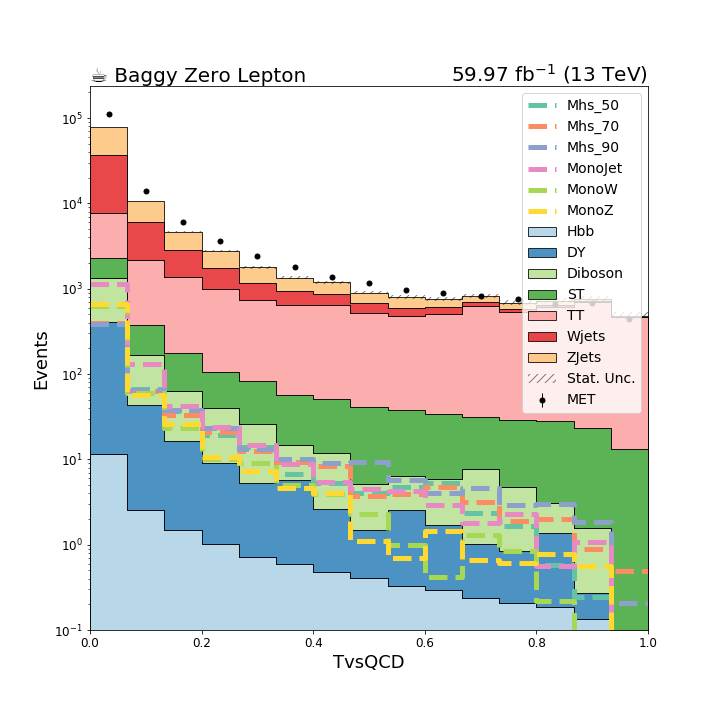 ☕ Baggy Zero Lepton
59.97 fb⁻¹ (13 TeV)
Mhs_50
Mhs_70
Mhs_90
MonoJet
MonoW
MonoZ
Hbb
DY
Diboson
ST
TT
Wjets
ZJets
Stat. Unc.
MET
Events
10⁵
10⁴
10³
10²
10¹
10⁰
10⁻¹
0.0 0.2 0.4 0.6 0.8 1.0
TvsQCD